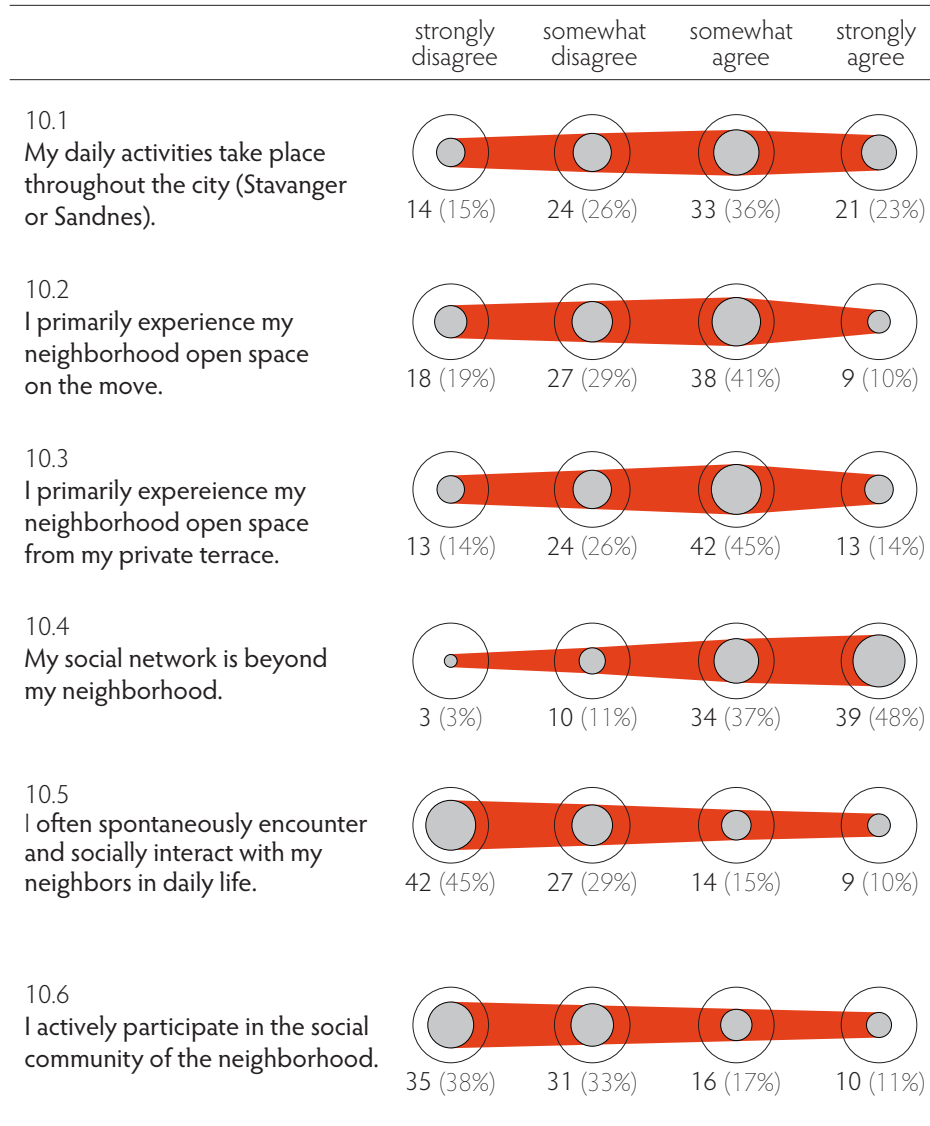 strongly disagree somewhat disagree somewhat agree strongly agree
10.1
My daily activities take place
throughout the city (Stavanger
or Sandnes).
14 (15%) 24 (26%) 33 (36%) 21 (23%)
10.2
I primarily experience my
neighborhood open space
on the move.
18 (19%) 27 (29%) 38 (41%) 9 (10%)
10.3
I primarily expereience my
neighborhood open space
from my private terrace.
13 (14%) 24 (26%) 42 (45%) 13 (14%)
10.4
My social network is beyond
my neighborhood.
3 (3%) 10 (11%) 34 (37%) 39 (48%)
10.5
I often spontaneously encounter
and socially interact with my
neighbors in daily life.
42 (45%) 27 (29%) 14 (15%) 9 (10%)
10.6
I actively participate in the social
community of the neighborhood.
35 (38%) 31 (33%) 16 (17%) 10 (11%)